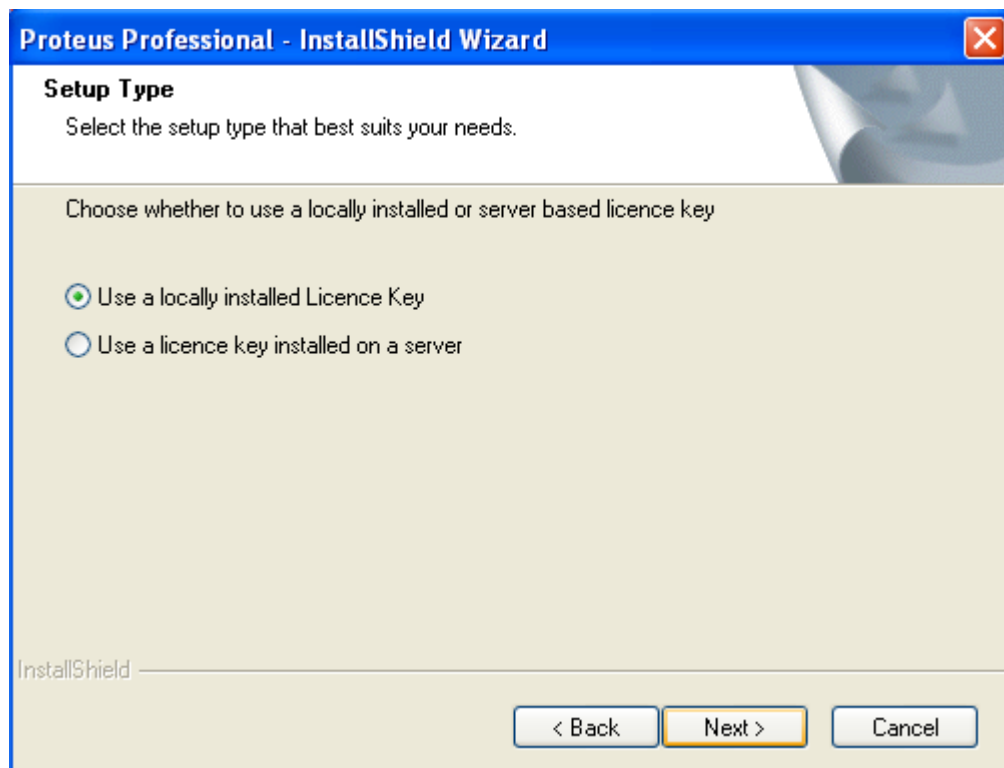 Proteus Professional - InstallShield Wizard
Setup Type
Select the setup type that best suits your needs.
Choose whether to use a locally installed or server based licence key
Use a locally installed Licence Key
Use a licence key installed on a server
InstallShield
< Back Next > Cancel